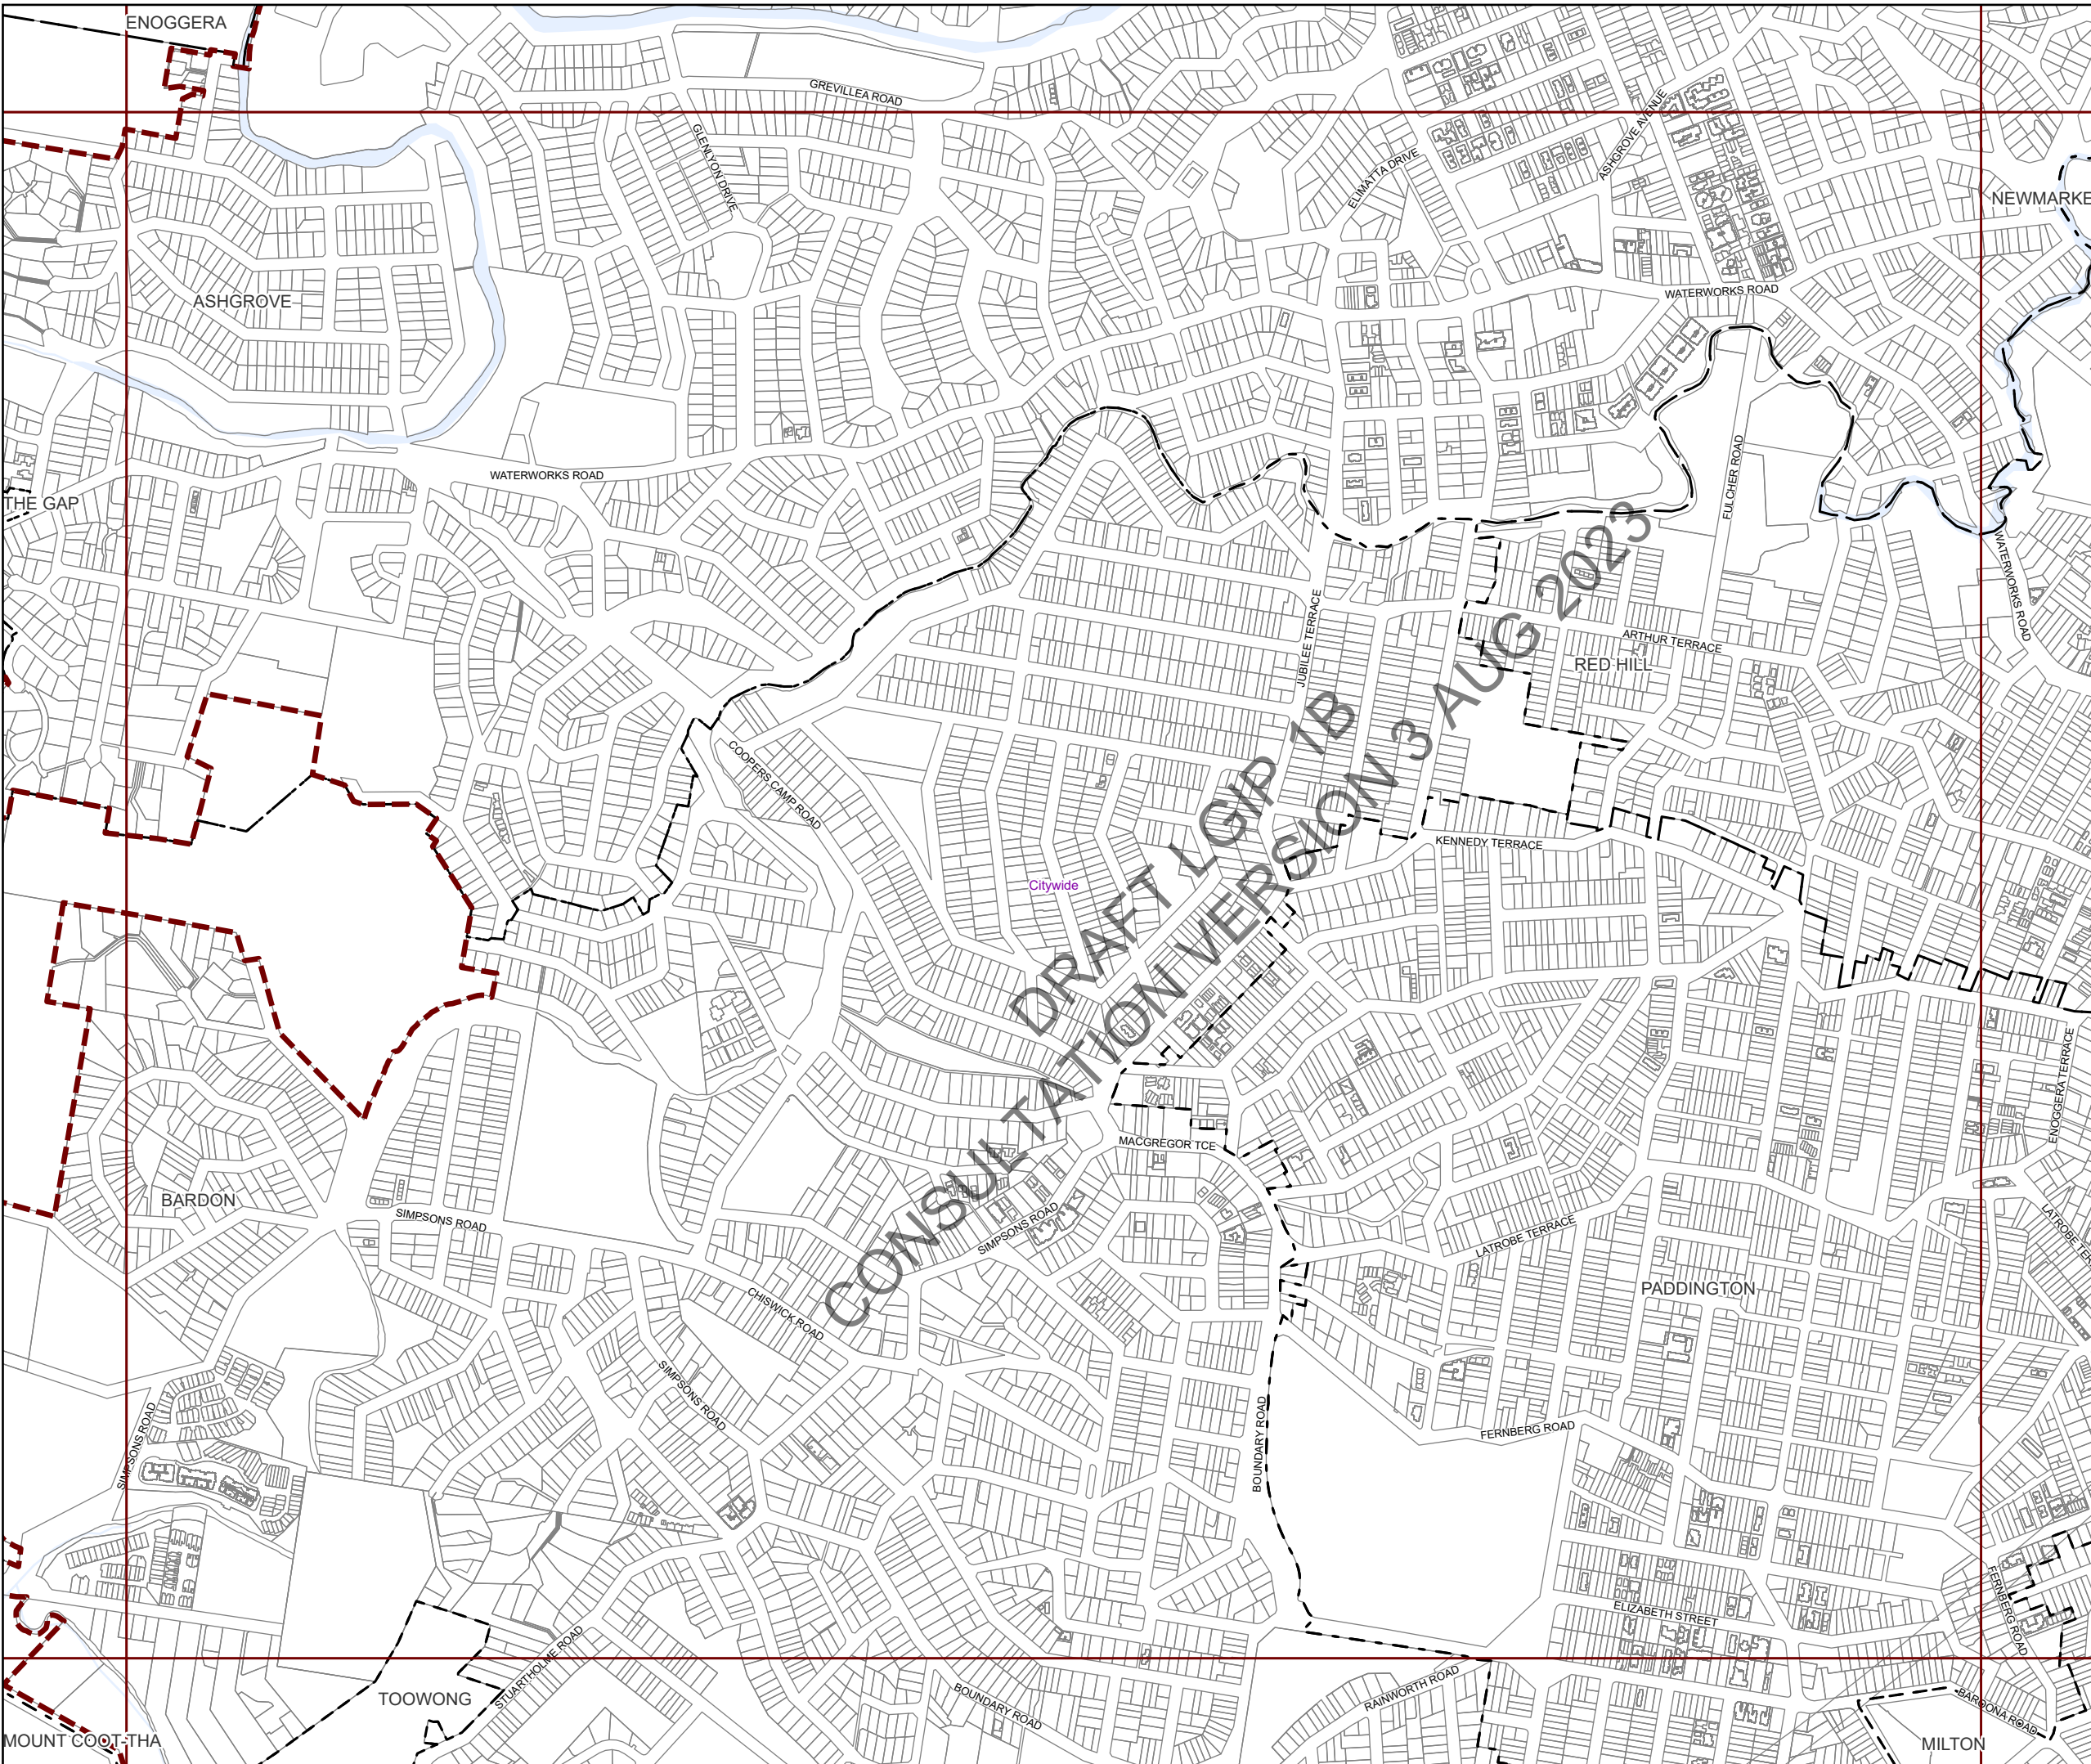 ENOGGERA
GREVILLEA ROAD
GLENLYON DRIVE
ELIMATTA DRIVE
ASHGROVE AVENUE
NEWMARKE
ASHGROVE
WATERWORKS ROAD
WATERWORKS ROAD
THE GAP
FULCHER ROAD
WATERWORKS ROAD
JUBILEE TERRACE
ARTHUR TERRACE
RED HILL
COOPERS CAMP ROAD
KENNEDY TERRACE
Citywide
DRAFT LGIP 1B
CONSULTATION VERSION 3 AUG 2023
ENOGGERA TERRACE
MACGREGOR TCE
BARDON
SIMPSONS ROAD
SIMPSONS ROAD
LATROBE TERRACE
LATROBE TER
PADDINGTON
CHISWICK ROAD
SIMPSONS ROAD
SIMPSONS ROAD
BOUNDARY ROAD
FERNBERG ROAD
ELIZABETH STREET
FERNBERG ROAD
STUARTHOLME ROAD
TOOWONG
BOUNDARY ROAD
RAINWORTH ROAD
BAROONA ROAD
MOUNT COOT-THA
MILTON